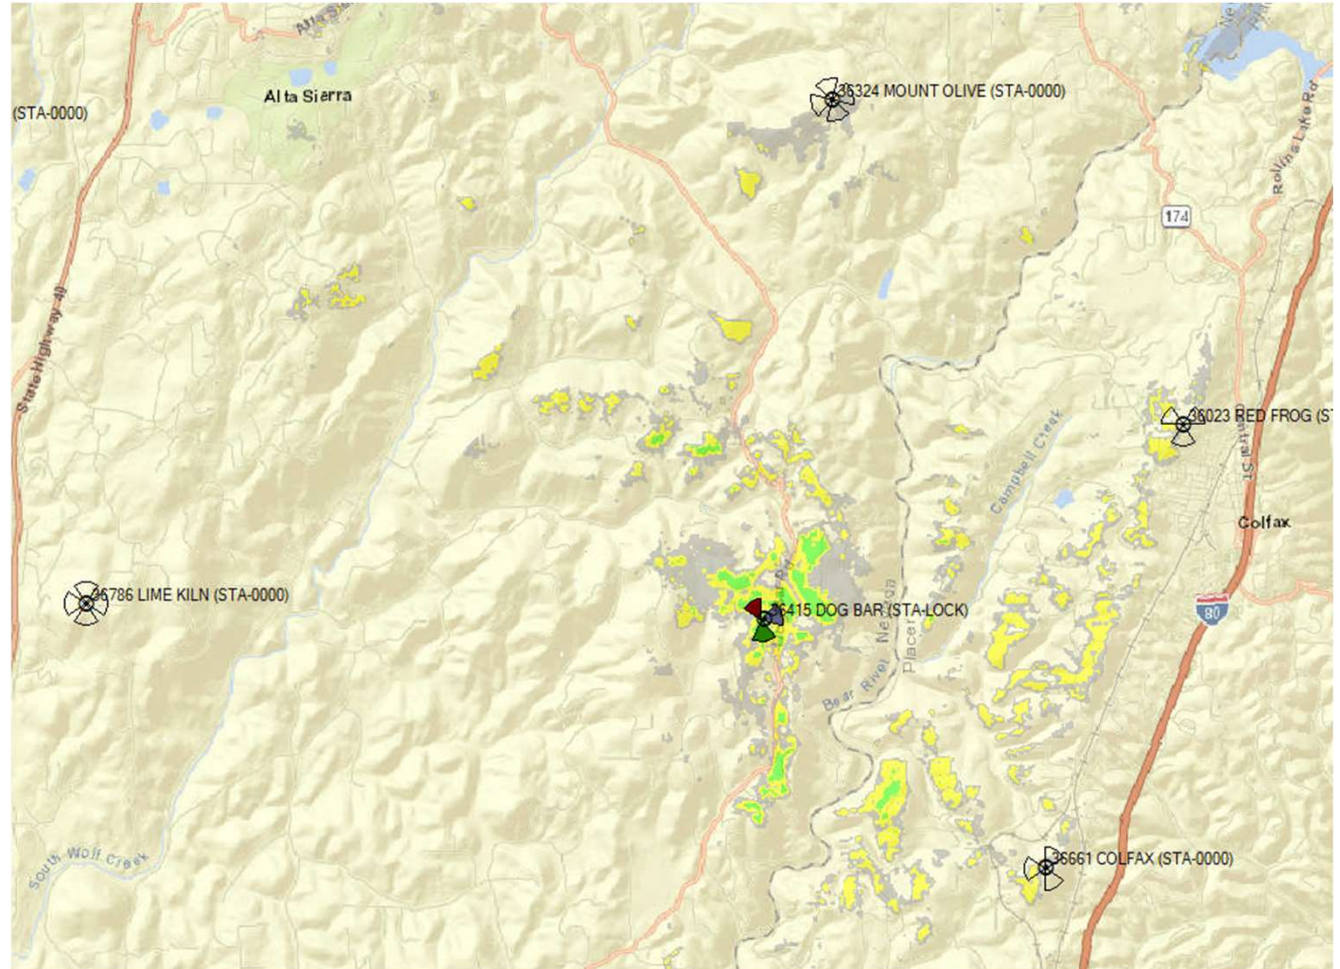 Alta Sierra
(STA-0000)
36324 MOUNT OLIVE (STA-0000)
Rollins Lake Rd
174
State Highway 49
36023 RED FROG (ST
Central St
Campbell Creek
Colfax
36786 LIME KILN (STA-0000)
36415 DOG BAR (STA-LOCK)
80
Nevada
Placer
Bear River
South Wolf Creek
36661 COLFAX (STA-0000)